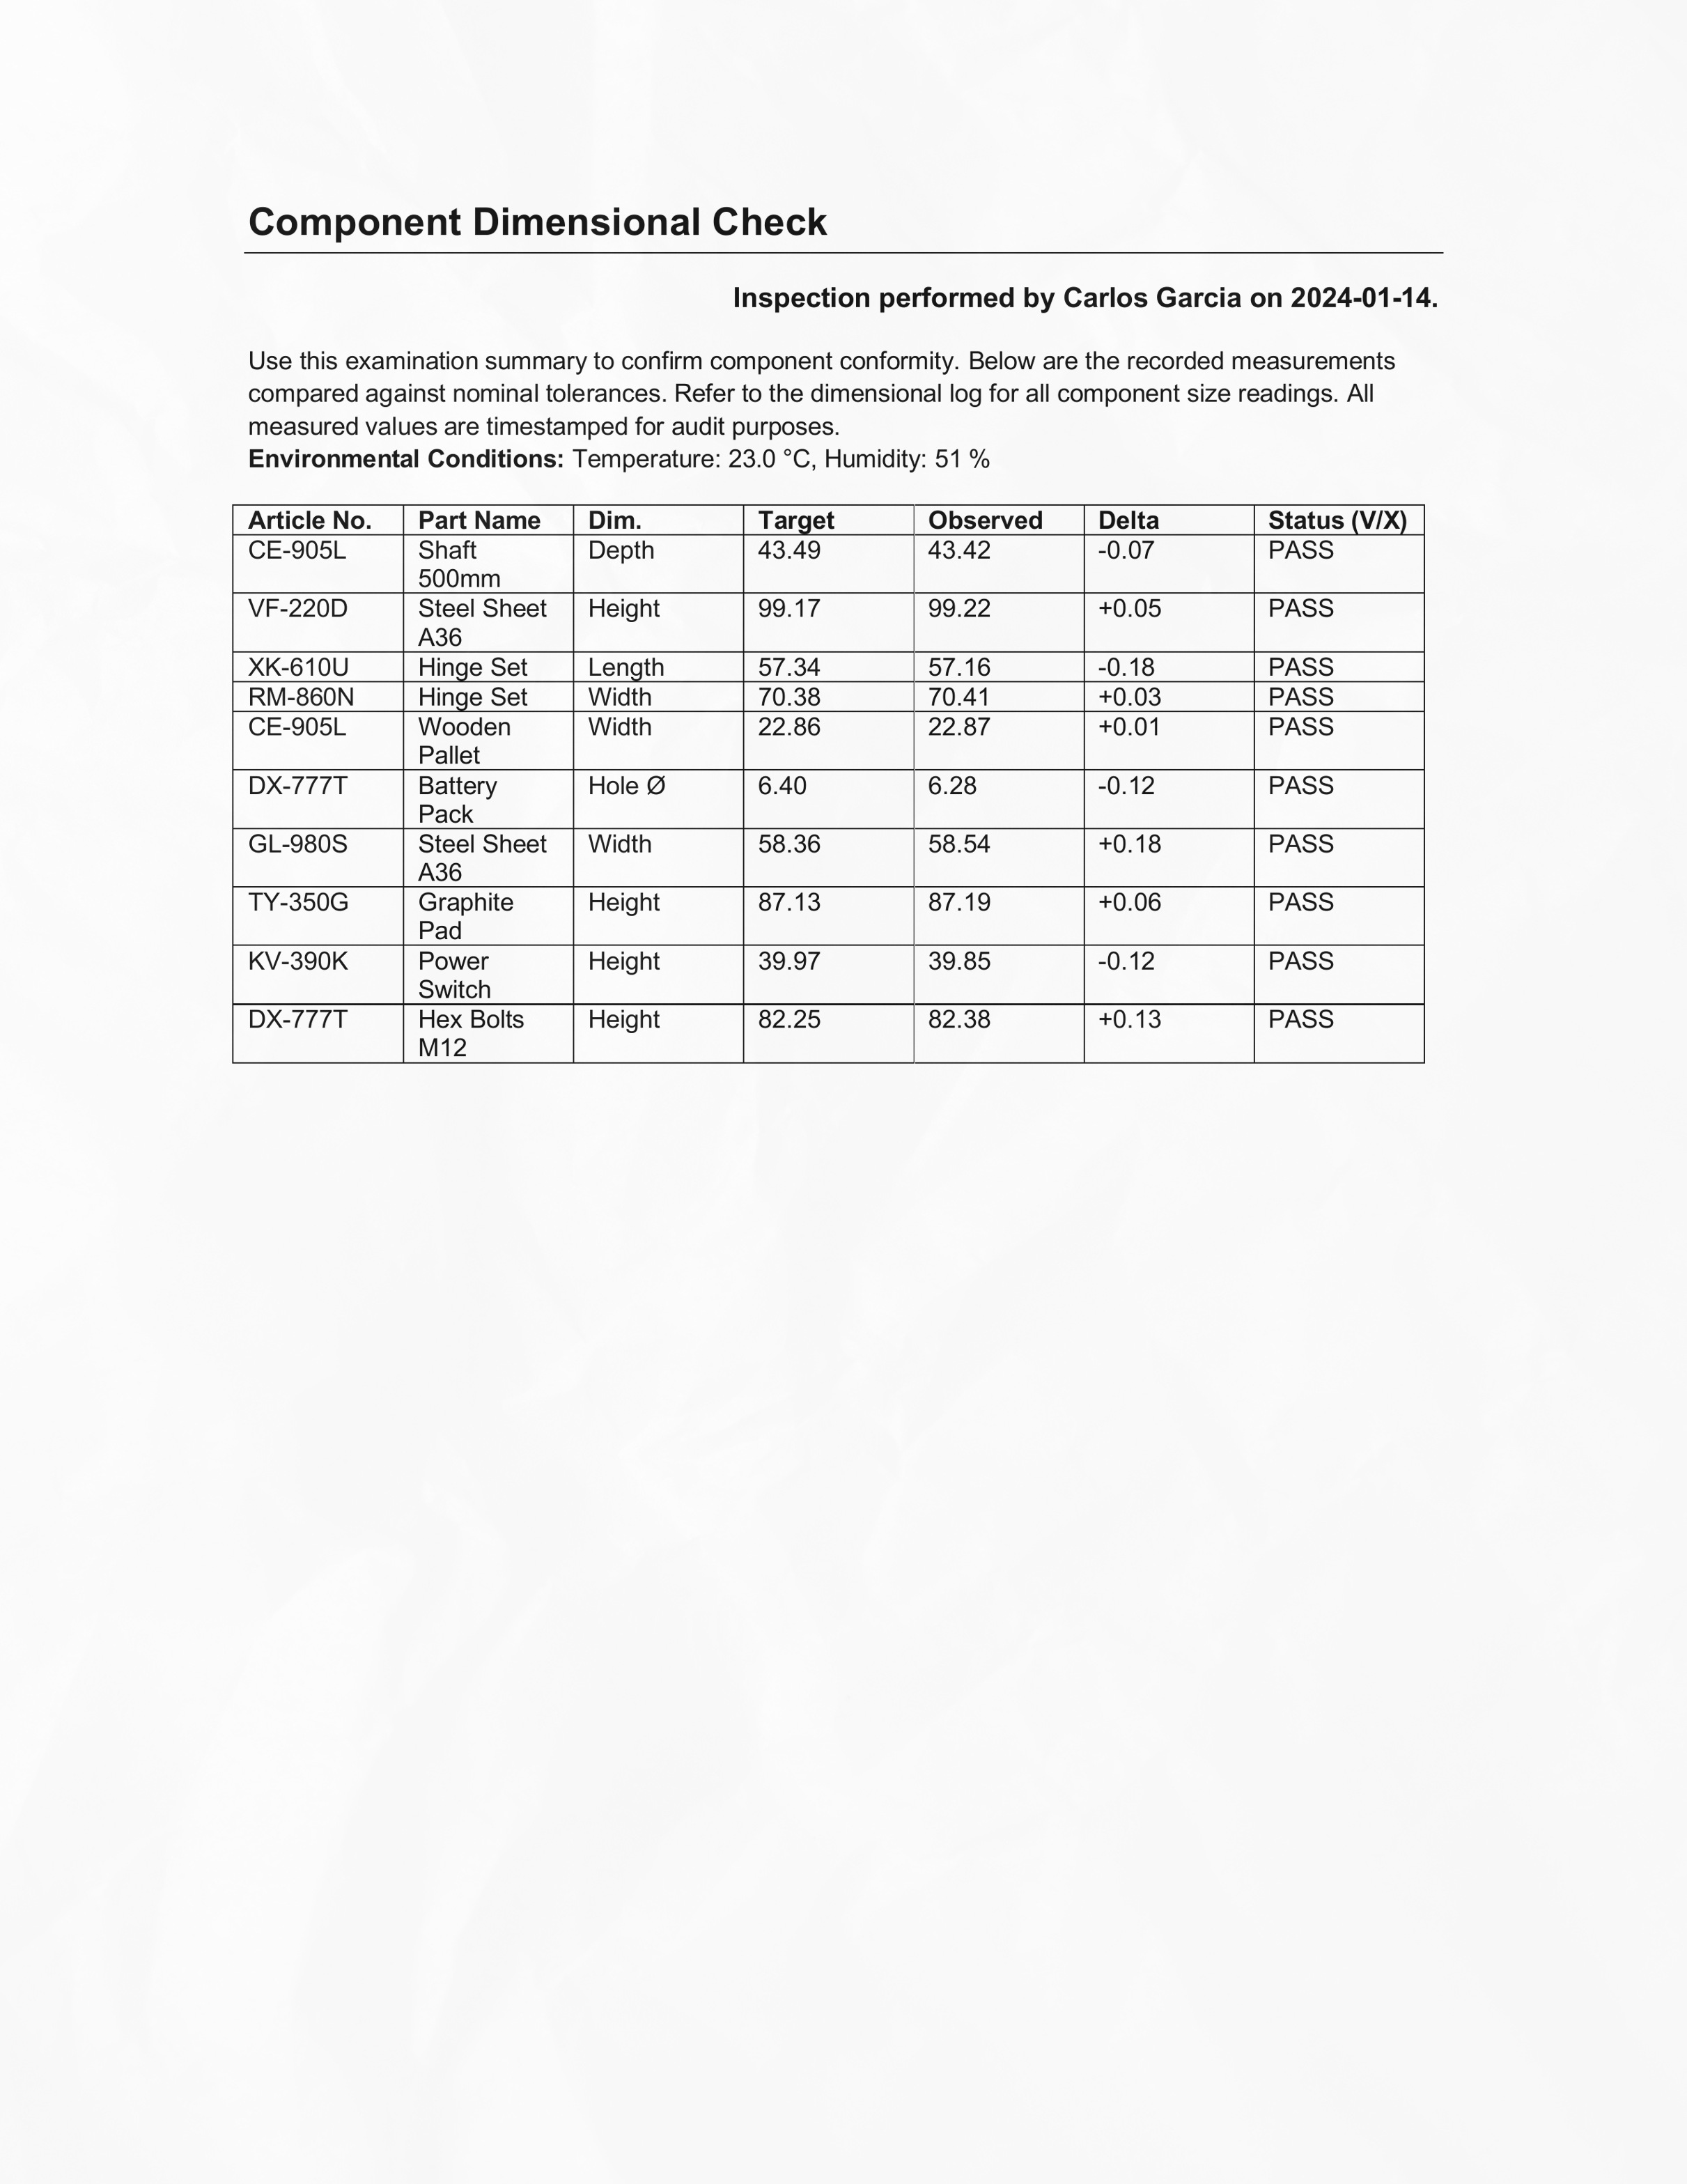 Component Dimensional Check
Inspection performed by Carlos Garcia on 2024-01-14.
Use this examination summary to confirm component conformity. Below are the recorded measurements
compared against nominal tolerances. Refer to the dimensional log for all component size readings. All
measured values are timestamped for audit purposes.
Environmental Conditions: Temperature: 23.0 °C, Humidity: 51 %
Article No. Part Name Dim. Target Observed Delta Status (V/X)
CE-905L Shaft 500mm Depth 43.49 43.42 -0.07 PASS
VF-220D Steel Sheet A36 Height 99.17 99.22 +0.05 PASS
XK-610U Hinge Set Length 57.34 57.16 -0.18 PASS
RM-860N Hinge Set Width 70.38 70.41 +0.03 PASS
CE-905L Wooden Pallet Width 22.86 22.87 +0.01 PASS
DX-777T Battery Pack Hole Ø 6.40 6.28 -0.12 PASS
GL-980S Steel Sheet A36 Width 58.36 58.54 +0.18 PASS
TY-350G Graphite Pad Height 87.13 87.19 +0.06 PASS
KV-390K Power Switch Height 39.97 39.85 -0.12 PASS
DX-777T Hex Bolts M12 Height 82.25 82.38 +0.13 PASS